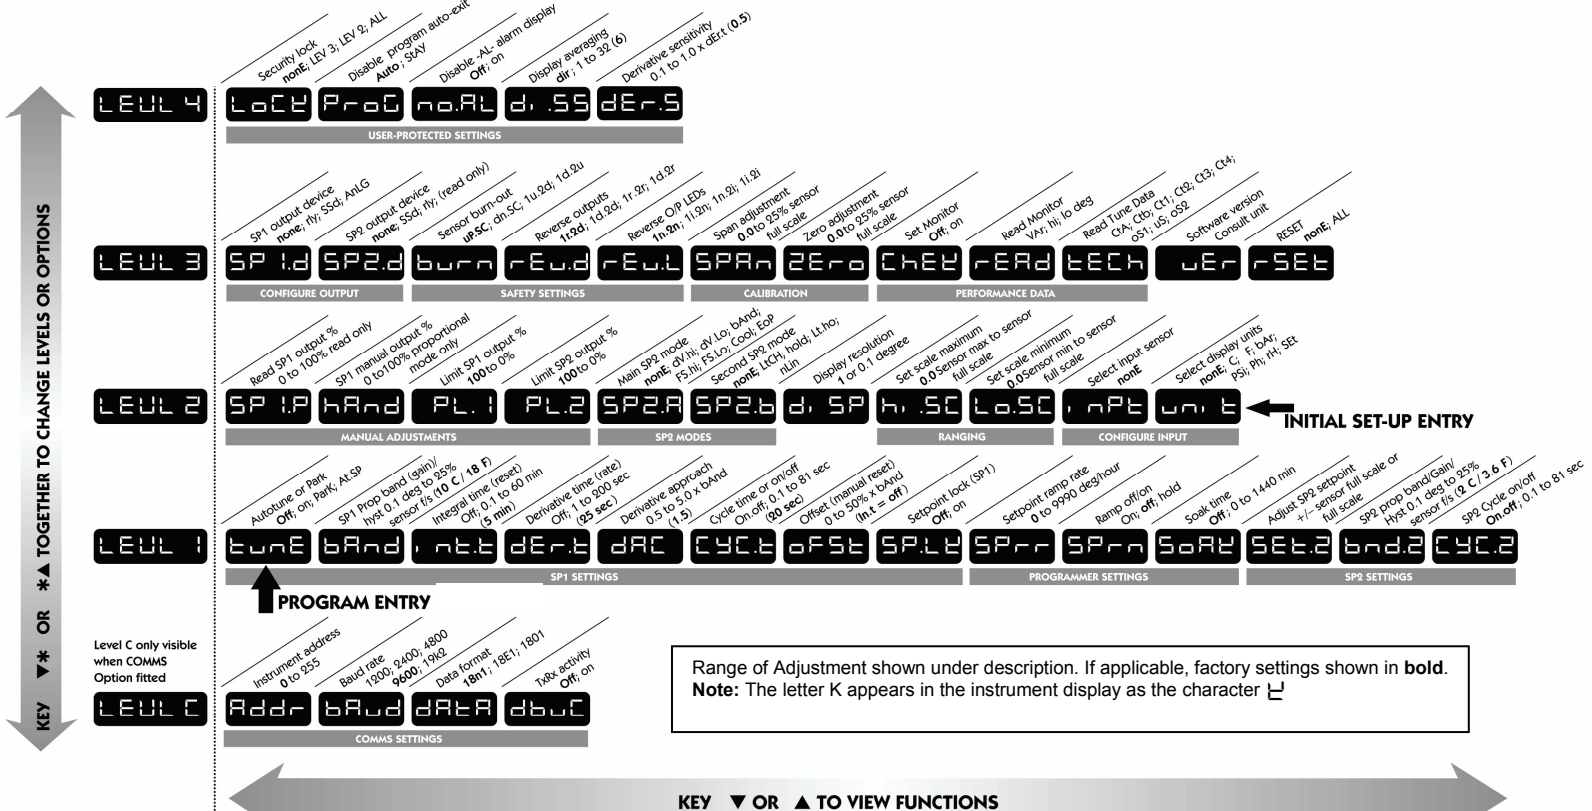 Security lock
nonE; LEV 3; LEV 2; ALL
Disable program auto-exit
Auto; StAY
Disable -AL- alarm display
Off; on
Display averaging
dir; 1 to 32 (6)
Derivative sensitivity
0.1 to 1.0 x dEr.t (0.5)
LEVL 4
LoCK
ProG
no.AL
di.SS
dEr.S
USER-PROTECTED SETTINGS
SP1 output device
none; rly; SSd; AnLG
SP2 output device
none; SSd; rly; (read only)
Sensor burn-out
uP.SC; dn.SC; 1u.2d; 1d.2u
Reverse outputs
1r.2d; 1d.2d; 1r.2r; 1d.2r
Reverse O/P LEDs
1n.2n; 1i.2n; 1n.2i; 1i.2i
Span adjustment
0.0 to 25% sensor
full scale
Zero adjustment
0.0 to 25% sensor
full scale
Set Monitor
Off; on
Read Monitor
VAr; hi; lo deg
Read Tune Data
CtA; Ctb; Ct1; Ct2; Ct3; Ct4;
oS1; uS; oS2
Software version
Consult unit
RESET
nonE; ALL
LEVL 3
SP1.d
SP2.d
burn
rEv.d
rEv.L
SPAn
ZEro
ChEK
rEAd
tECh
vEr
rSEt
CONFIGURE OUTPUT
SAFETY SETTINGS
CALIBRATION
PERFORMANCE DATA
Read SP1 output %
0 to 100% read only
SP1 manual output %
0 to100% proportional
mode only
Limit SP1 output %
100 to 0%
Limit SP2 output %
100 to 0%
Main SP2 mode
nonE; dV.hi; dV.Lo; bAnd;
FS.hi; FS.Lo; Cool; EoP
Second SP2 mode
nonE; LtCH, hold; Lt.ho;
nLin
Display resolution
1 or 0.1 degree
Set scale maximum
0.0 Sensor max to sensor
full scale
Set scale minimum
0.0 Sensor min to sensor
full scale
Select input sensor
nonE
Select display units
nonE; C; F; bAr;
PSi; Ph; rH; SEt
LEVL 2
SP1.P
hAnd
PL.1
PL.2
SP2.A
SP2.b
di SP
hi.SC
Lo.SC
inPt
unit
INITIAL SET-UP ENTRY
MANUAL ADJUSTMENTS
SP2 MODES
RANGING
CONFIGURE INPUT
Autotune or Park
Off; on; ParK; At.SP
SP1 Prop band (gain)/
hyst 0.1 deg to 25%
sensor f/s (10 C / 18 F)
Integral time (reset)
Off; 0.1 to 60 min
(5 min)
Derivative time (rate)
Off; 1 to 200 sec
(25 sec)
Derivative approach
0.5 to 5.0 x bAnd
(1.5)
Cycle time or on/off
On.off; 0.1 to 81 sec
(20 sec)
Offset (manual reset)
0 to 50% x bAnd
(In.t = off)
Setpoint lock (SP1)
Off; on
Setpoint ramp rate
0 to 9990 deg/hour
Ramp off/on
On; off; hold
Soak time
Off; 0 to 1440 min
Adjust SP2 setpoint
+/– sensor full scale or
full scale
SP2 prop band/Gain/
Hyst 0.1 deg to 25%
sensor f/s (2 C / 3.6 F)
SP2 Cycle on/off
On.off; 0.1 to 81 sec
LEVL 1
tunE
bAnd
int.t
dEr.t
dAC
CYC.t
oFSt
SP.LK
SPrr
SPrn
SoAK
SEt.2
bnd.2
CYC.2
SP1 SETTINGS
PROGRAMMER SETTINGS
SP2 SETTINGS
PROGRAM ENTRY
Level C only visible
when COMMS
Option fitted
Instrument address
0 to 255
Baud rate
1200; 2400; 4800
9600; 19k2
Data format
18n1; 18E1; 1801
TxRx activity
Off; on
LEVL C
Addr
bAud
dAtA
dbuC
COMMS SETTINGS
Range of Adjustment shown under description. If applicable, factory settings shown in bold.
Note: The letter K appears in the instrument display as the character
KEY ▼* OR *▲ TOGETHER TO CHANGE LEVELS OR OPTIONS
KEY ▼ OR ▲ TO VIEW FUNCTIONS